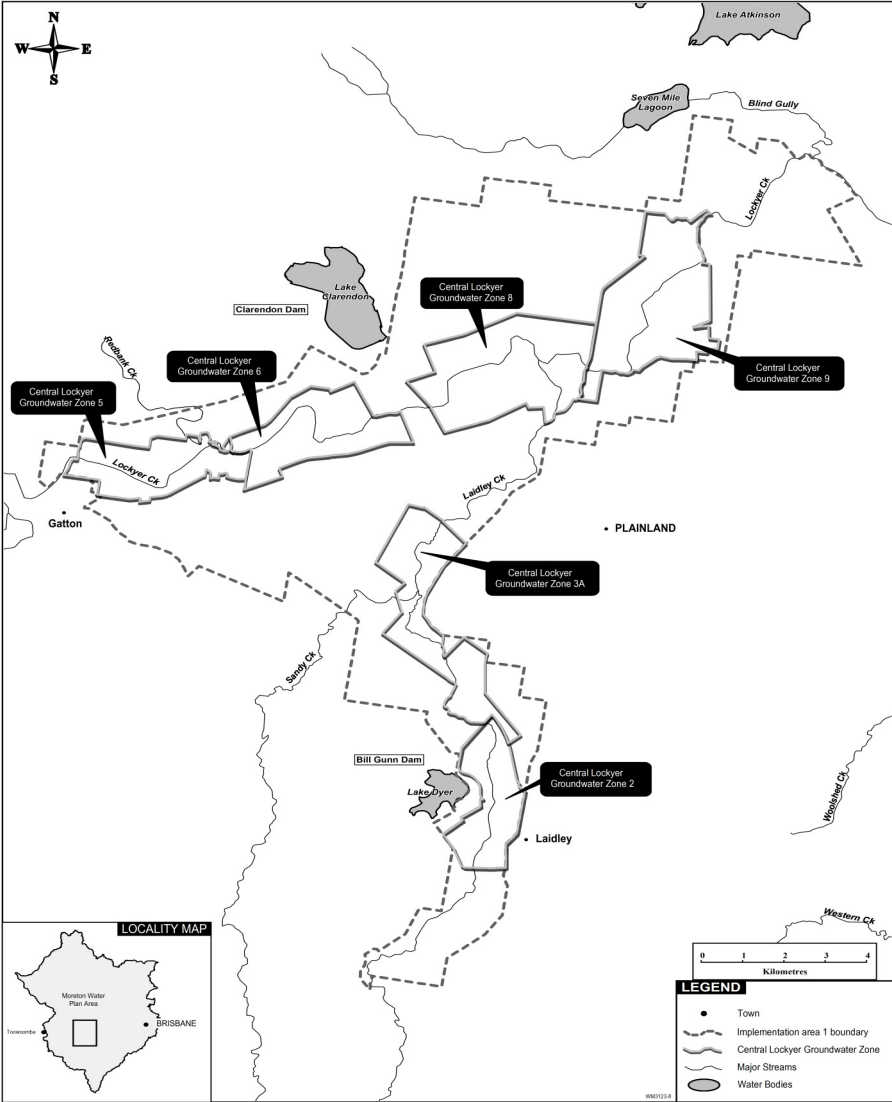 N
W E
S
Lake Atkinson
Seven Mile
Lagoon
Blind Gully
Lockyer Ck
Lake
Clarendon
Clarendon Dam
Central Lockyer
Groundwater Zone 8
Redbank Ck
Central Lockyer
Groundwater Zone 6
Central Lockyer
Groundwater Zone 9
Central Lockyer
Groundwater Zone 5
Lockyer Ck
Laidley Ck
Gatton
PLAINLAND
Central Lockyer
Groundwater Zone 3A
Sandy Ck
Bill Gunn Dam
Lake Dyer
Central Lockyer
Groundwater Zone 2
Laidley
Woolshed Ck
Western Ck
LOCALITY MAP
Moreton Water
Plan Area
Toowoomba
BRISBANE
0 1 2 3 4
Kilometres
LEGEND
Town
Implementation area 1 boundary
Central Lockyer Groundwater Zone
Major Streams
Water Bodies
WM3123-8